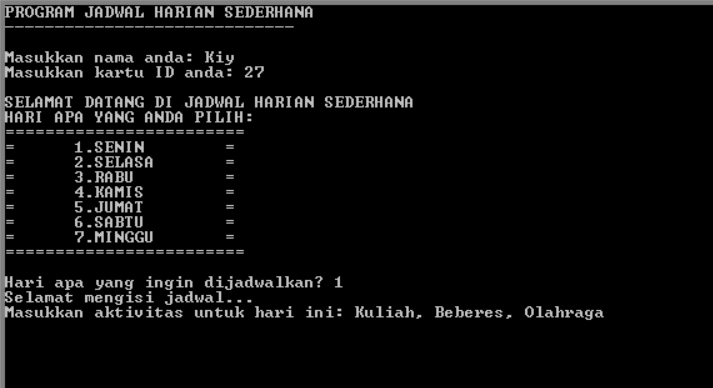 PROGRAM JADWAL HARIAN SEDERHANA
-----------------------------
Masukkan nama anda: Kiy
Masukkan kartu ID anda: 27
SELAMAT DATANG DI JADWAL HARIAN SEDERHANA
HARI APA YANG ANDA PILIH:
========================
=      1.SENIN        =
=      2.SELASA       =
=      3.RABU         =
=      4.KAMIS        =
=      5.JUMAT        =
=      6.SABTU        =
=      7.MINGGU       =
========================
Hari apa yang ingin dijadwalkan? 1
Selamat mengisi jadwal...
Masukkan aktivitas untuk hari ini: Kuliah, Beberes, Olahraga